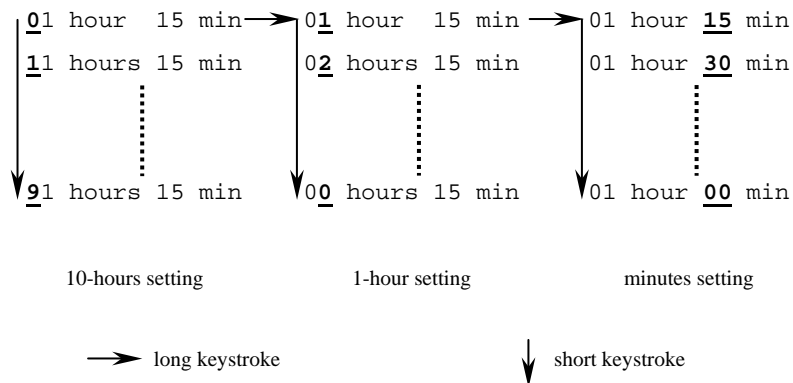 01 hour 15 min 01 hour 15 min 01 hour 15 min
11 hours 15 min 02 hours 15 min 01 hour 30 min
91 hours 15 min 00 hours 15 min 01 hour 00 min
10-hours setting 1-hour setting minutes setting
long keystroke short keystroke